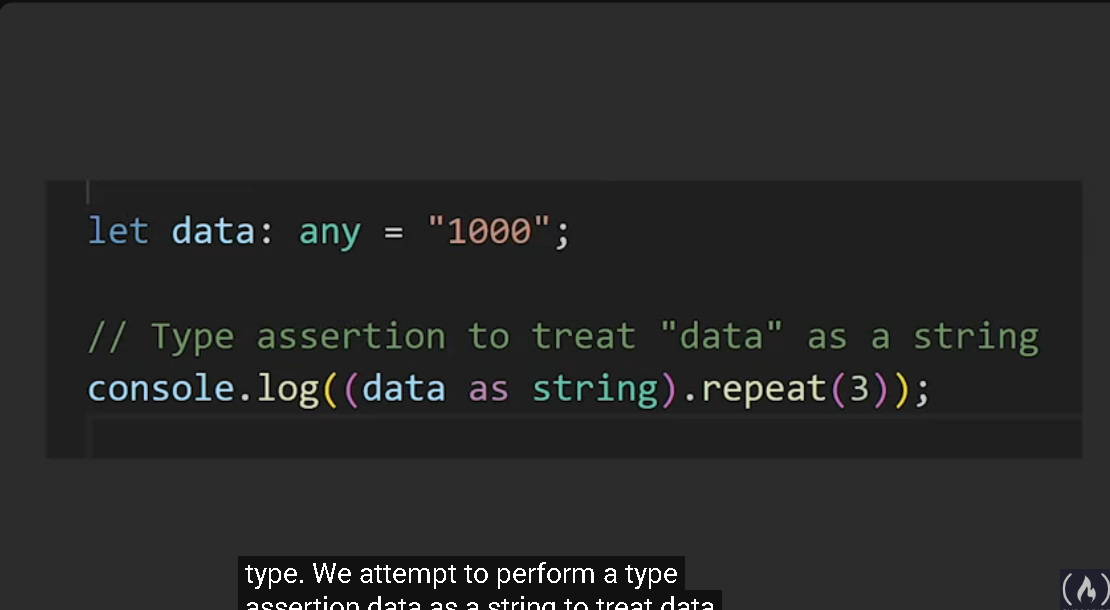 let data: any = "1000";
// Type assertion to treat "data" as a string
console.log((data as string).repeat(3));
type. We attempt to perform a type
assertion data as a string to treat data